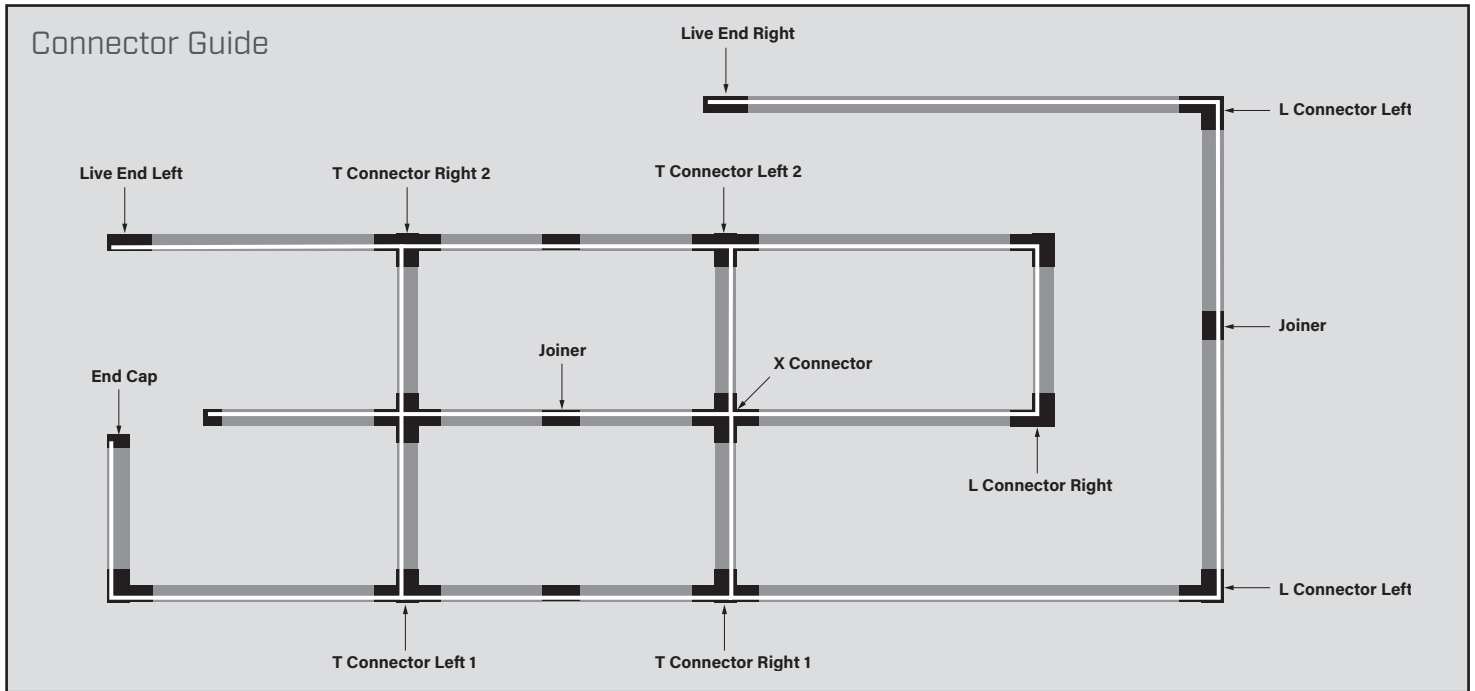 Connector Guide
Live End Right
L Connector Left
Live End Left
T Connector Right 2
T Connector Left 2
Joiner
Joiner
X Connector
End Cap
L Connector Right
L Connector Left
T Connector Left 1
T Connector Right 1